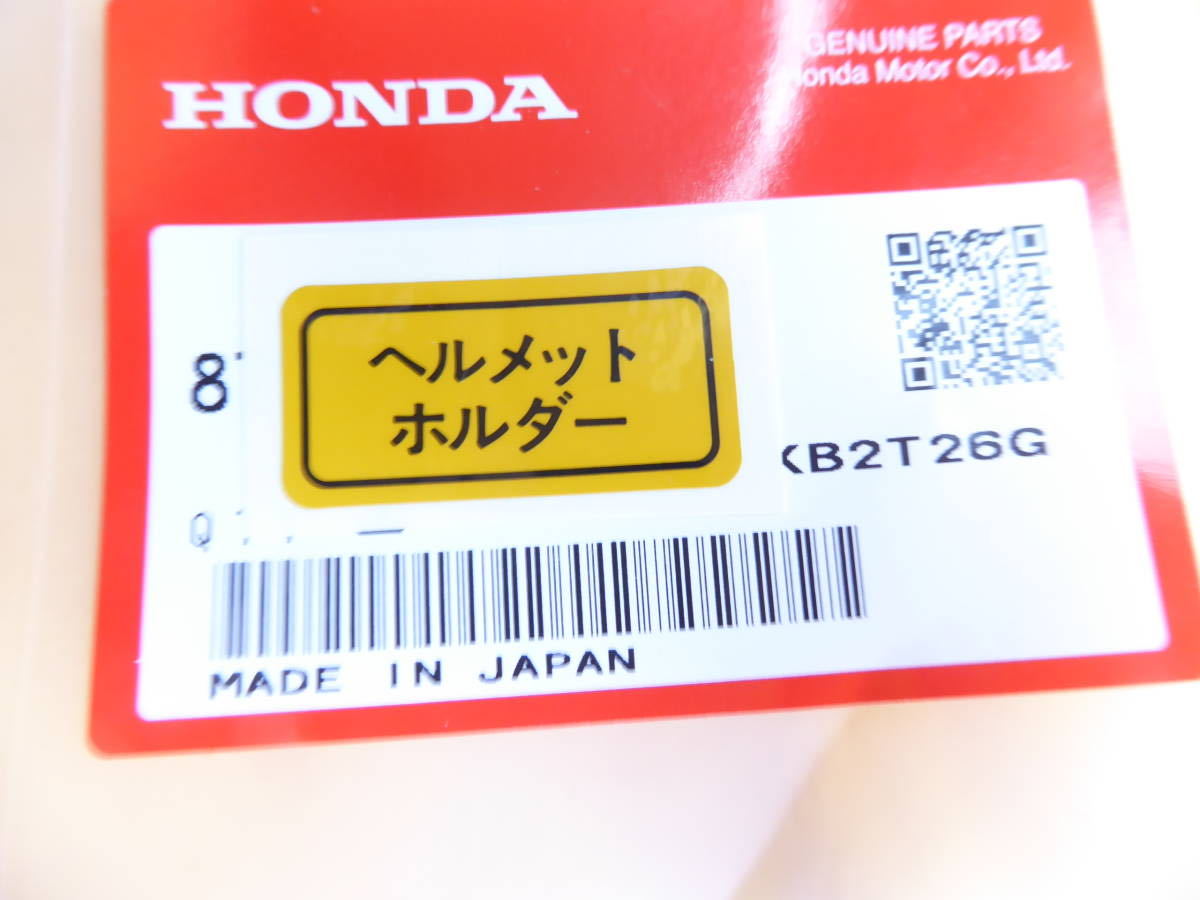 GENUINE PARTS
Honda Motor Co., Ltd.
HONDA
ヘルメット
ホルダー
8
KB2T26G
MADE IN JAPAN